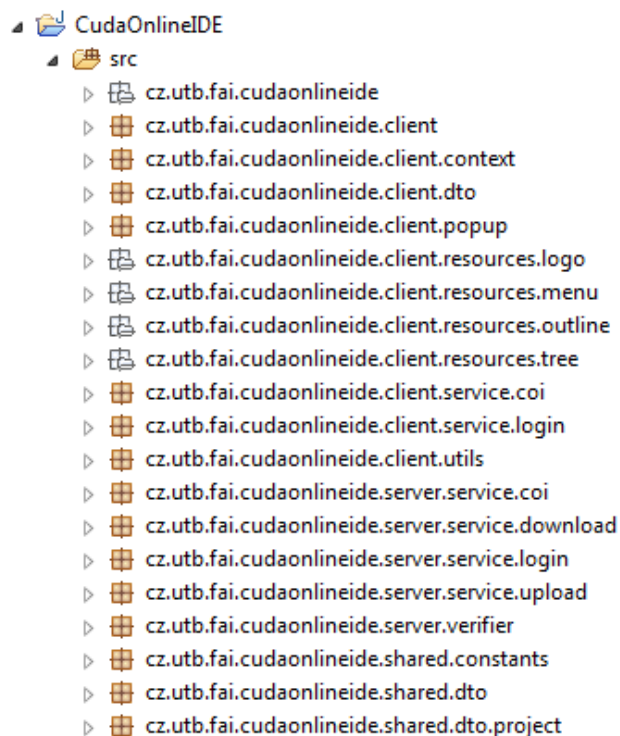 CudaOnlineIDE
src
cz.utb.fai.cudaonlineide
cz.utb.fai.cudaonlineide.client
cz.utb.fai.cudaonlineide.client.context
cz.utb.fai.cudaonlineide.client.dto
cz.utb.fai.cudaonlineide.client.popup
cz.utb.fai.cudaonlineide.client.resources.logo
cz.utb.fai.cudaonlineide.client.resources.menu
cz.utb.fai.cudaonlineide.client.resources.outline
cz.utb.fai.cudaonlineide.client.resources.tree
cz.utb.fai.cudaonlineide.client.service.coi
cz.utb.fai.cudaonlineide.client.service.login
cz.utb.fai.cudaonlineide.client.utils
cz.utb.fai.cudaonlineide.server.service.coi
cz.utb.fai.cudaonlineide.server.service.download
cz.utb.fai.cudaonlineide.server.service.login
cz.utb.fai.cudaonlineide.server.service.upload
cz.utb.fai.cudaonlineide.server.verifier
cz.utb.fai.cudaonlineide.shared.constants
cz.utb.fai.cudaonlineide.shared.dto
cz.utb.fai.cudaonlineide.shared.dto.project